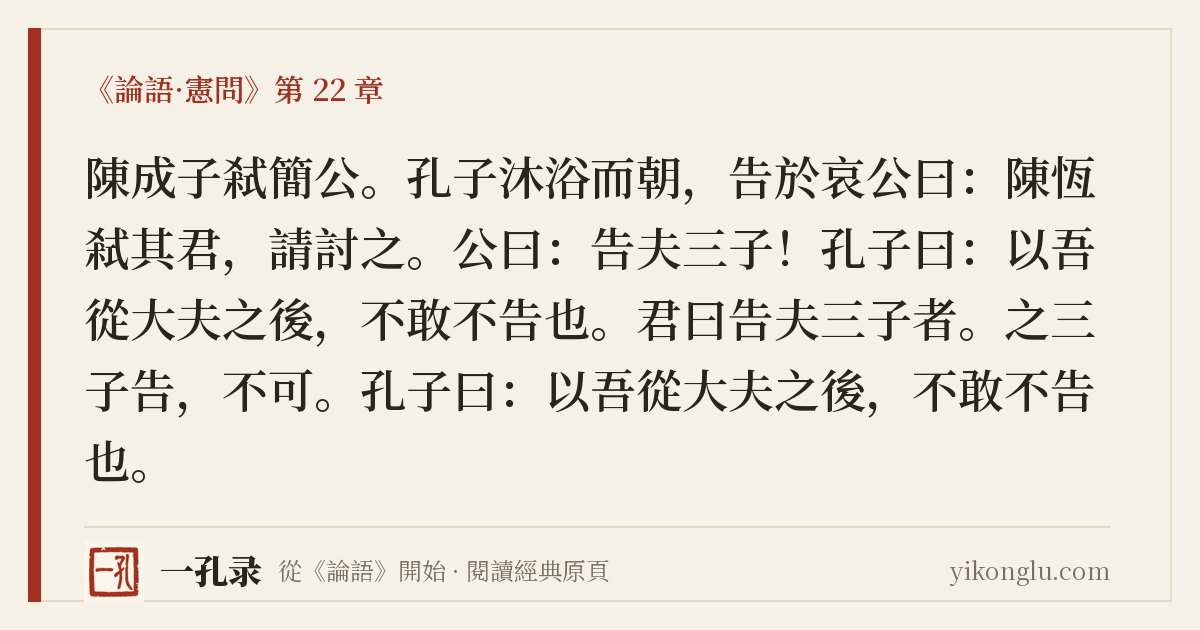 《論語·憲問》第 22 章
陳成子弒簡公。孔子沐浴而朝，告於哀公曰：陳恆
弒其君，請討之。公曰：告夫三子！孔子曰：以吾
從大夫之後，不敢不告也。君曰告夫三子者。之三
子告，不可。孔子曰：以吾從大夫之後，不敢不告
也。
一孔
一孔录 從《論語》開始 · 閱讀經典原頁 yikonglu.com